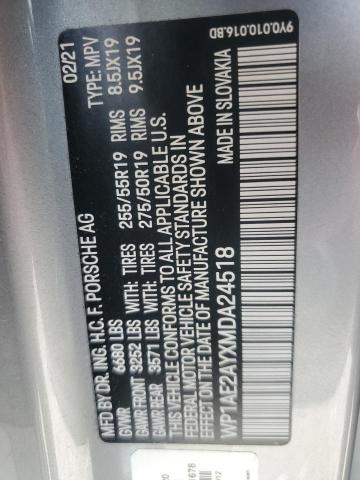 MFD BY DR. ING. H.C. F. PORSCHE AG 02/21
GVWR 6680 LBS TYPE: MPV
GAWR FRONT 3252 LBS WITH: TIRES 255/55R19 RIMS 8.5JX19
GAWR REAR 3571 LBS WITH: TIRES 275/50R19 RIMS 9.5JX19
THIS VEHICLE CONFORMS TO ALL APPLICABLE U.S.
FEDERAL MOTOR VEHICLE SAFETY STANDARDS IN
EFFECT ON THE DATE OF MANUFACTURE SHOWN ABOVE
WP1AE2AYXMDA24518 MADE IN SLOVAKIA
9Y0.010.016.BD